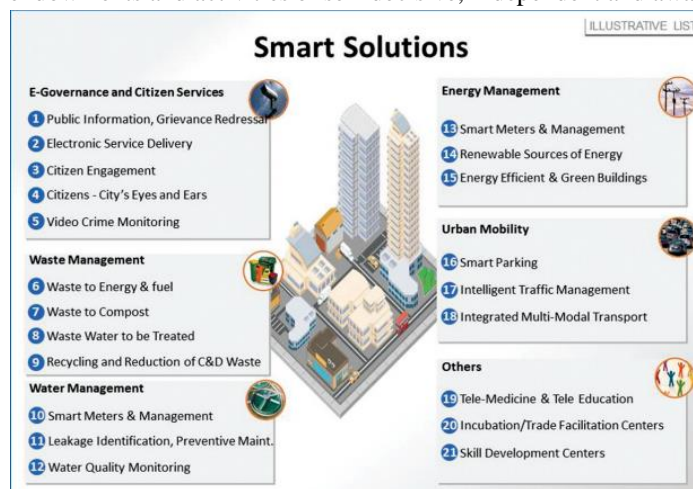 ILLUSTRATIVE LIST
Smart Solutions
E-Governance and Citizen Services
1 Public Information, Grievance Redressal
2 Electronic Service Delivery
3 Citizen Engagement
4 Citizens - City's Eyes and Ears
5 Video Crime Monitoring
Waste Management
6 Waste to Energy & fuel
7 Waste to Compost
8 Waste Water to be Treated
9 Recycling and Reduction of C&D Waste
Water Management
10 Smart Meters & Management
11 Leakage Identification, Preventive Maint.
12 Water Quality Monitoring
Energy Management
13 Smart Meters & Management
14 Renewable Sources of Energy
15 Energy Efficient & Green Buildings
Urban Mobility
16 Smart Parking
17 Intelligent Traffic Management
18 Integrated Multi-Modal Transport
Others
19 Tele-Medicine & Tele Education
20 Incubation/Trade Facilitation Centers
21 Skill Development Centers